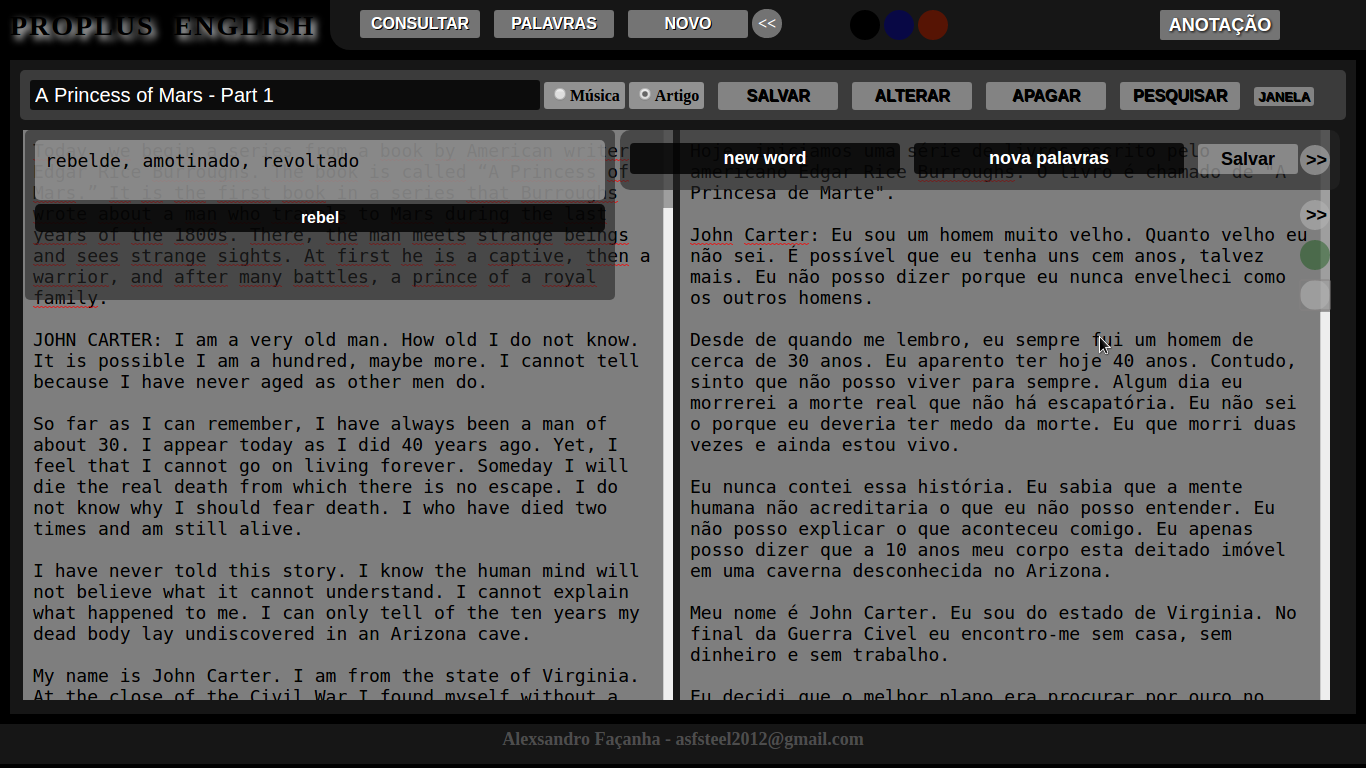 PROPLUS ENGLISH
CONSULTAR
PALAVRAS
NOVO
<<
ANOTAÇÃO
A Princess of Mars - Part 1
Música
Artigo
SALVAR
ALTERAR
APAGAR
PESQUISAR
JANELA
Today, we begin a series from a book by American writer
Edgar Rice Burroughs. The book is called "A Princess of
Mars." It is the first book in a series that Burroughs
wrote about a man who travels to Mars during the last
years of the 1800s. There, the man meets strange beings
and sees strange sights. At first he is a captive, then a
warrior, and after many battles, a prince of a royal
family.
rebelde, amotinado, revoltado
rebel
JOHN CARTER: I am a very old man. How old I do not know.
It is possible I am a hundred, maybe more. I cannot tell
because I have never aged as other men do.
So far as I can remember, I have always been a man of
about 30. I appear today as I did 40 years ago. Yet, I
feel that I cannot go on living forever. Someday I will
die the real death from which there is no escape. I do
not know why I should fear death. I who have died two
times and am still alive.
I have never told this story. I know the human mind will
not believe what it cannot understand. I cannot explain
what happened to me. I can only tell of the ten years my
dead body lay undiscovered in an Arizona cave.
My name is John Carter. I am from the state of Virginia.
At the close of the Civil War I found myself without a
new word
nova palavras
Salvar
>>
>>
Hoje, iniciamos uma série de livros escrito pelo
americano Edgar Rice Burroughs. O livro é chamado de "A
Princesa de Marte".
John Carter: Eu sou um homem muito velho. Quanto velho eu
não sei. É possível que eu tenha uns cem anos, talvez
mais. Eu não posso dizer porque eu nunca envelheci como
os outros homens.
Desde de quando me lembro, eu sempre fui um homem de
cerca de 30 anos. Eu aparento ter hoje 40 anos. Contudo,
sinto que não posso viver para sempre. Algum dia eu
morrerei a morte real que não há escapatória. Eu não sei
o porque eu deveria ter medo da morte. Eu que morri duas
vezes e ainda estou vivo.
Eu nunca contei essa história. Eu sabia que a mente
humana não acreditaria o que eu não posso entender. Eu
não posso explicar o que aconteceu comigo. Eu apenas
posso dizer que a 10 anos meu corpo esta deitado imóvel
em uma caverna desconhecida no Arizona.
Meu nome é John Carter. Eu sou do estado de Virginia. No
final da Guerra Civel eu encontro-me sem casa, sem
dinheiro e sem trabalho.
Eu decidi que o melhor plano era procurar por ouro no
Alexsandro Façanha - asfsteel2012@gmail.com